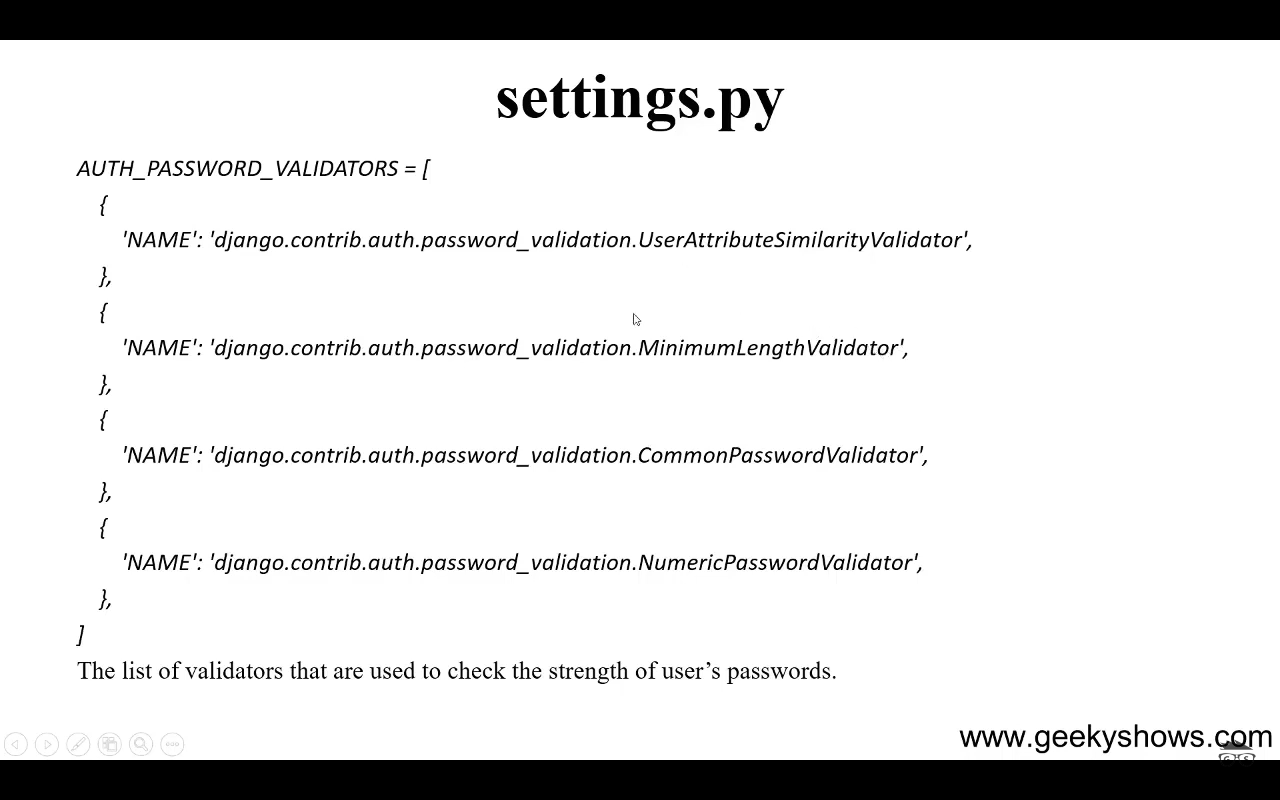 settings.py
AUTH_PASSWORD_VALIDATORS = [
{
'NAME': 'django.contrib.auth.password_validation.UserAttributeSimilarityValidator',
},
{
'NAME': 'django.contrib.auth.password_validation.MinimumLengthValidator',
},
{
'NAME': 'django.contrib.auth.password_validation.CommonPasswordValidator',
},
{
'NAME': 'django.contrib.auth.password_validation.NumericPasswordValidator',
},
]
The list of validators that are used to check the strength of user’s passwords.
www.geekyshows.com